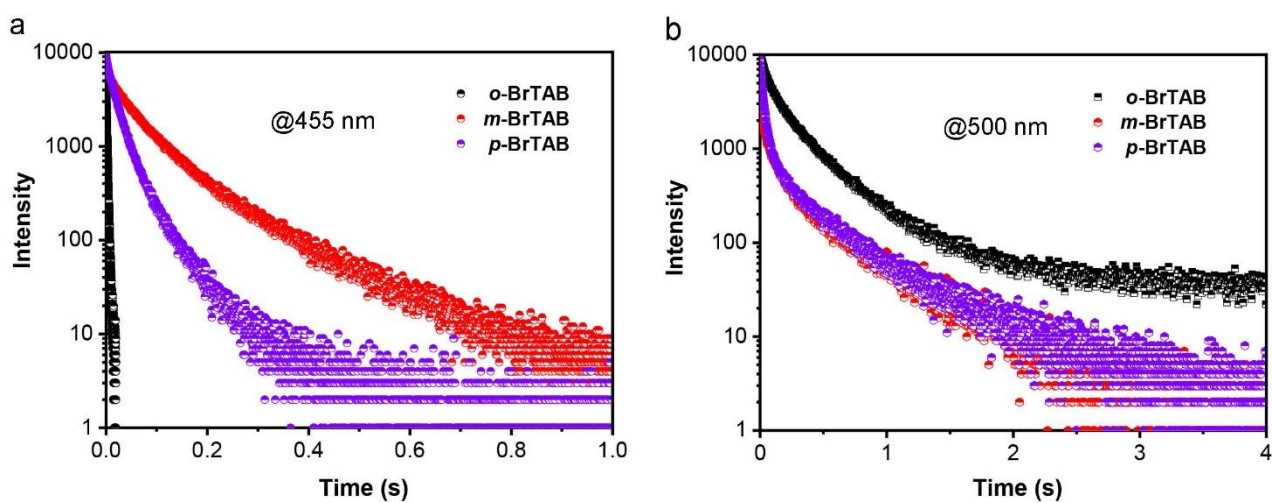 a
10000
1000
100
10
1
Intensity
@455 nm
o-BrTAB
m-BrTAB
p-BrTAB
0.0 0.2 0.4 0.6 0.8 1.0
Time (s)
b
10000
1000
100
10
1
Intensity
@500 nm
o-BrTAB
m-BrTAB
p-BrTAB
0 1 2 3 4
Time (s)